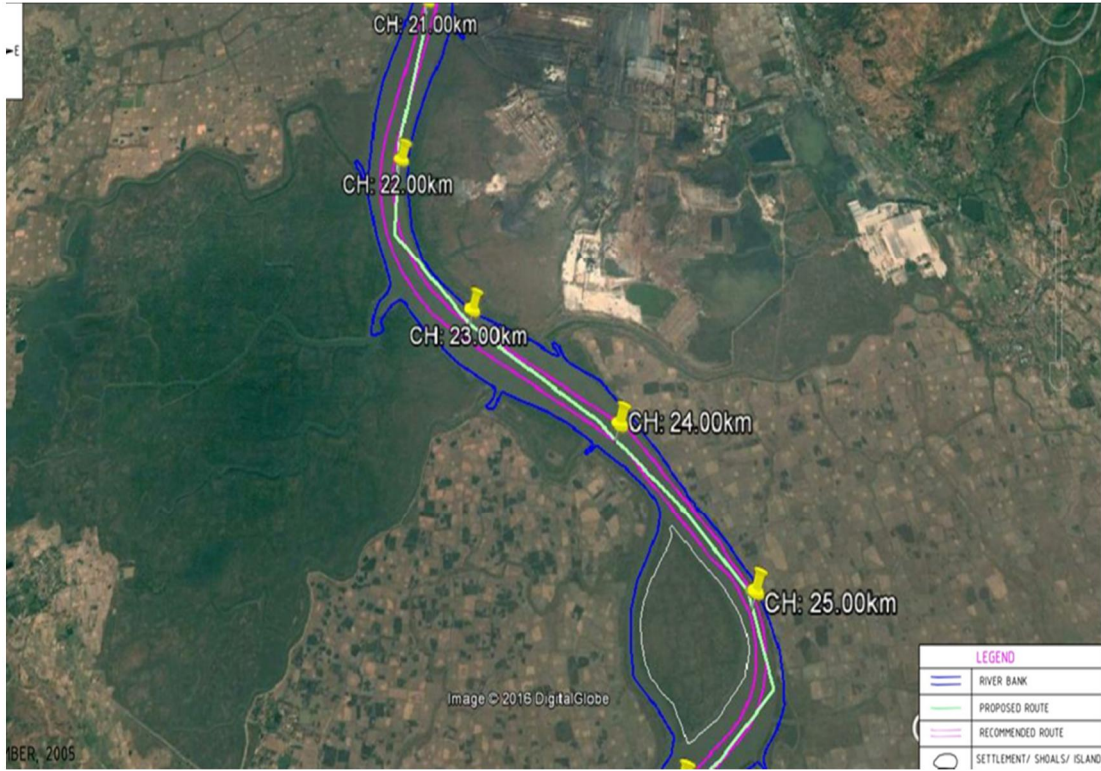 CH: 21.00km
E
CH: 22.00km
CH: 23.00km
CH: 24.00km
CH: 25.00km
LEGEND
RIVER BANK
PROPOSED ROUTE
RECOMMENDED ROUTE
SETTLEMENT/ SHOALS/ ISLAND
Image © 2016 DigitalGlobe
MBER, 2005